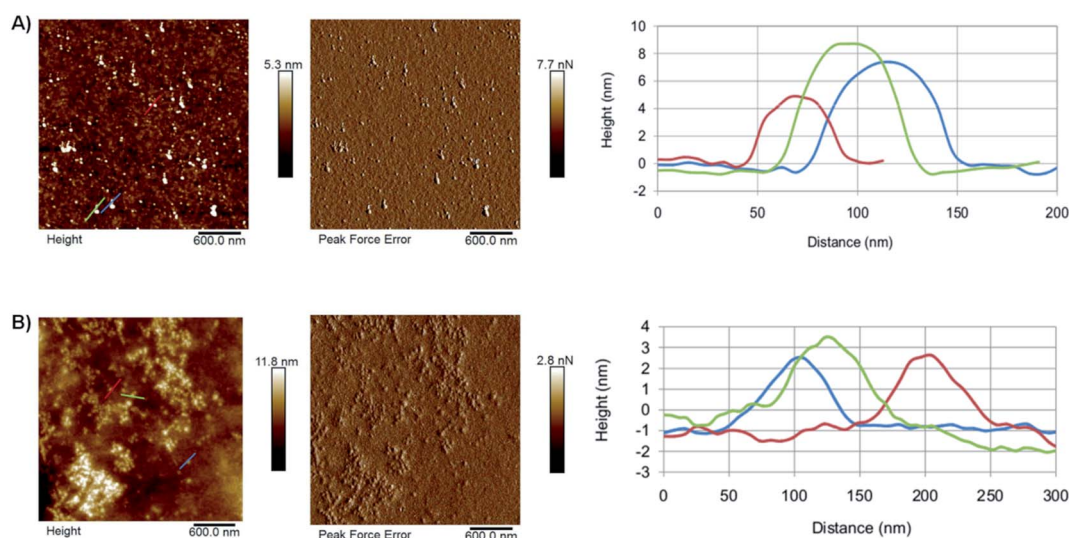 A)
5.3 nm
Height
600.0 nm
7.7 nN
Peak Force Error
600.0 nm
Height (nm)
10
8
6
4
2
0
-2
0 50 100 150 200
Distance (nm)
B)
11.8 nm
Height
600.0 nm
2.8 nN
Peak Force Error
600.0 nm
Height (nm)
4
3
2
1
0
-1
-2
-3
0 50 100 150 200 250 300
Distance (nm)